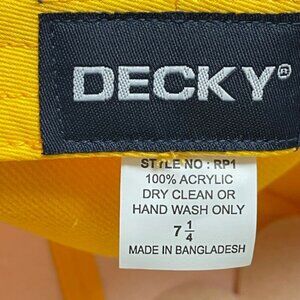 DECKY®
STYLE NO : RP1
100% ACRYLIC
DRY CLEAN OR
HAND WASH ONLY
7 1/4
MADE IN BANGLADESH